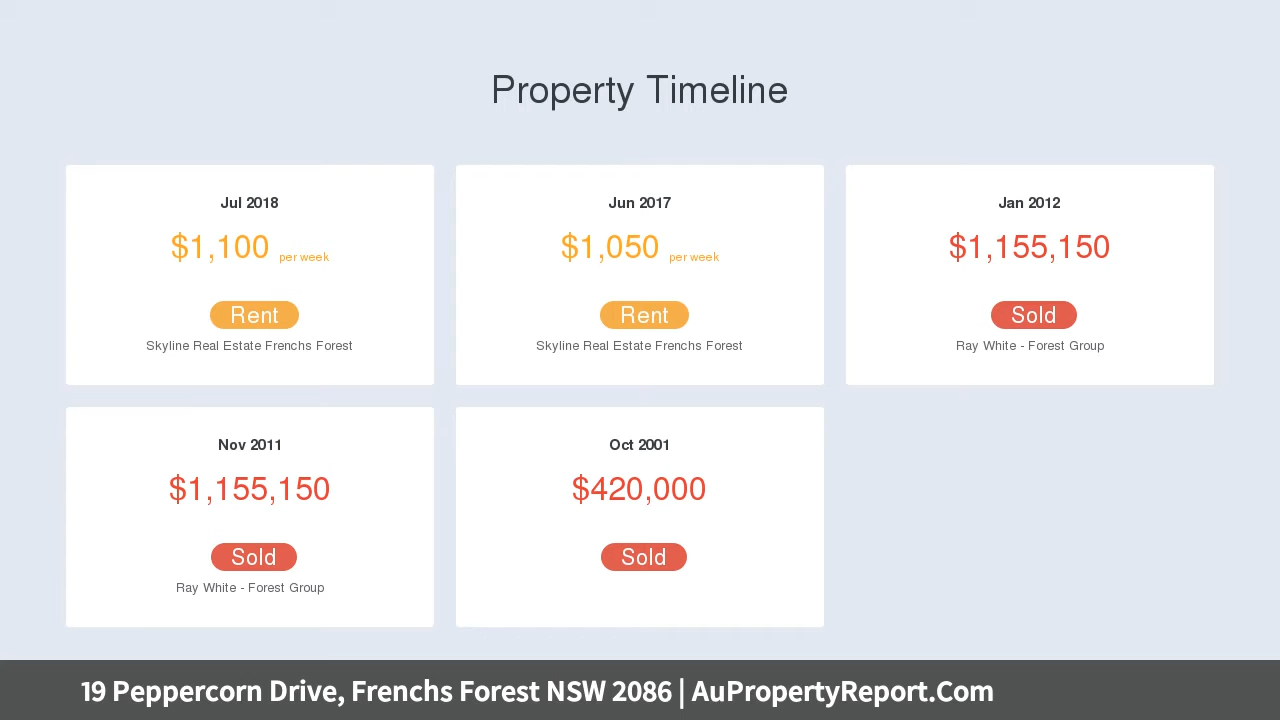 Property Timeline
Jul 2018
$1,100 per week
Rent
Skyline Real Estate Frenchs Forest
Jun 2017
$1,050 per week
Rent
Skyline Real Estate Frenchs Forest
Jan 2012
$1,155,150
Sold
Ray White - Forest Group
Nov 2011
$1,155,150
Sold
Ray White - Forest Group
Oct 2001
$420,000
Sold
19 Peppercorn Drive, Frenchs Forest NSW 2086 | AuPropertyReport.Com